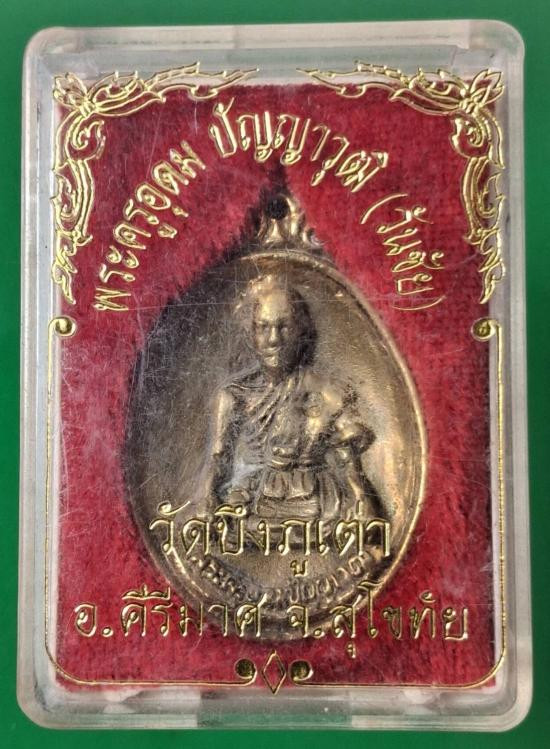 พระครูอุดม ปัญญาวุฒิ (วันชัย)
วัดบึงภูเต่า
อ.คีรีมาศ จ.สุโขทัย